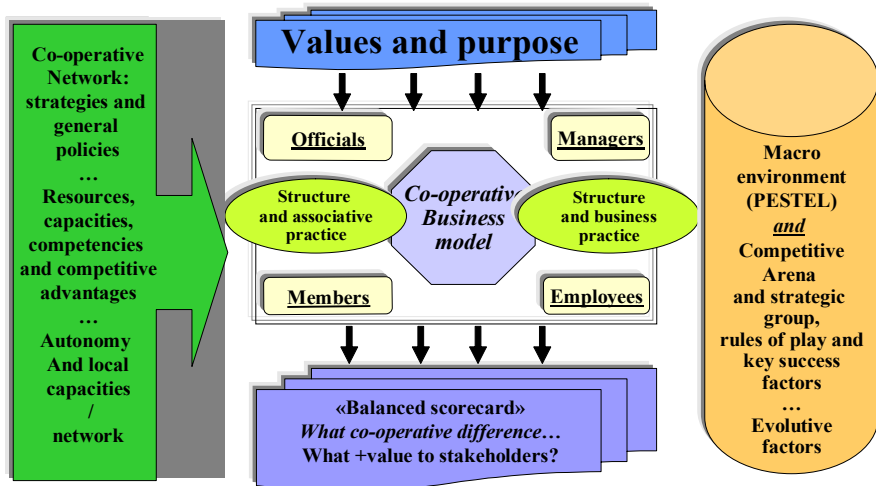 Values and purpose
Co-operative
Network:
strategies and
general
policies
…
Resources,
capacities,
competencies
and competitive
advantages
…
Autonomy
And local
capacities
/
network
Officials
Managers
Structure
and associative
practice
Co-operative
Business
model
Structure
and business
practice
Members
Employees
«Balanced scorecard»
What co-operative difference…
What +value to stakeholders?
Macro
environment
(PESTEL)
and
Competitive
Arena
and strategic
group,
rules of play and
key success
factors
…
Evolutive
factors